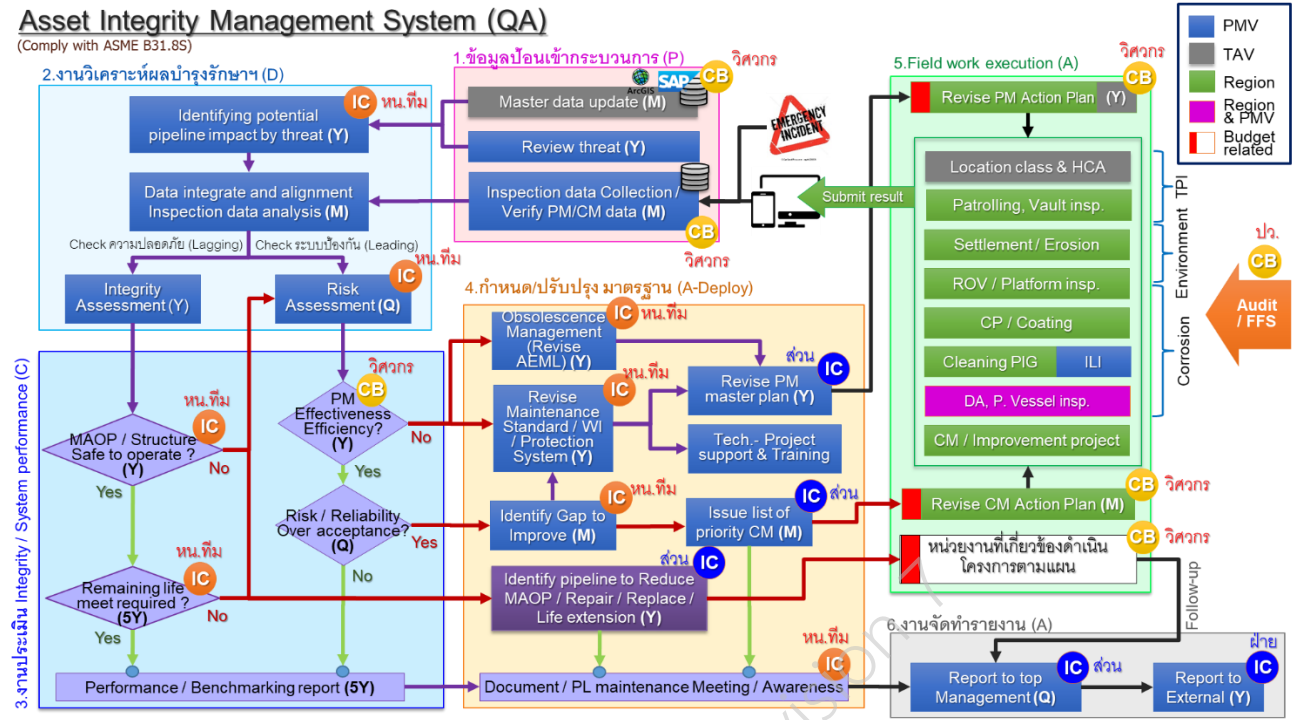 Asset Integrity Management System (QA)
(Comply with ASME B31.8S)
PMV
TAV
Region
Region
& PMV
Budget
related
1.ข้อมูลป้อนเข้ากระบวนการ (P)
วิศวกร
CB
ArcGIS
SAP
Master data update (M)
Review threat (Y)
Inspection data Collection /
Verify PM/CM data (M)
CB
วิศวกร
EMERGENCY
INCIDENT
Submit result
2.งานวิเคราะห์ผลบำรุงรักษาฯ (D)
IC
หน.ทีม
Identifying potential
pipeline impact by threat (Y)
Data integrate and alignment
Inspection data analysis (M)
Check ความปลอดภัย (Lagging)
Check ระบบป้องกัน (Leading)
หน.ทีม
IC
Integrity
Assessment (Y)
Risk
Assessment (Q)
3.งานประเมิน Integrity / System performance (C)
วิศวกร
CB
PM
Effectiveness
Efficiency?
(Y)
No
Yes
หน.ทีม
IC
MAOP / Structure
Safe to operate ?
(Y)
No
Yes
Risk / Reliability
Over acceptance?
(Q)
Yes
No
หน.ทีม
IC
Remaining life
meet required ?
(5Y)
No
Yes
Performance / Benchmarking report (5Y)
4.กำหนด/ปรับปรุง มาตรฐาน (A-Deploy)
Obsolescence
Management
(Revise
AEML) (Y)
IC
หน.ทีม
Revise
Maintenance
Standard / WI
/ Protection
System (Y)
IC
หน.ทีม
ส่วน
IC
Revise PM
master plan
(Y)
Tech.- Project
support & Training
Identify Gap to
Improve (M)
IC
หน.ทีม
Issue list of
priority CM (M)
IC
ส่วน
ส่วน
IC
Identify pipeline to Reduce
MAOP / Repair / Replace /
Life extension
(Y)
หน.ทีม
IC
Document / PL maintenance Meeting / Awareness
5.Field work execution (A)
วิศวกร
CB
Revise PM Action Plan
(Y)
Location class & HCA
Patrolling, Vault insp.
Settlement / Erosion
ROV / Platform insp.
CP / Coating
Cleaning PIG
ILI
DA, P. Vessel insp.
CM / Improvement project
TPI
Environment
Corrosion
ปว.
CB
Audit
/ FFS
Revise CM Action Plan (M)
CB
วิศวกร
หน่วยงานที่เกี่ยวข้องดำเนิน
โครงการตามแผน
CB
วิศวกร
Follow-up
6.งานจัดทำรายงาน (A)
Report to top
Management
(Q)
IC
ส่วน
ฝ่าย
IC
Report to
External (Y)